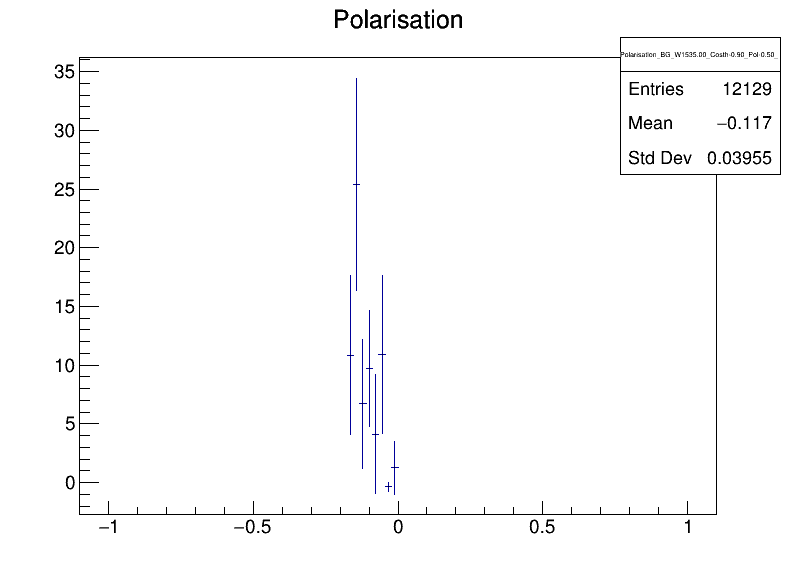 Polarisation
Polarisation_BG_W1535.00_Costh-0.90_Pol-0.50_
Entries 12129
Mean −0.117
Std Dev 0.03955
35
30
25
20
15
10
5
0
−1 −0.5 0 0.5 1